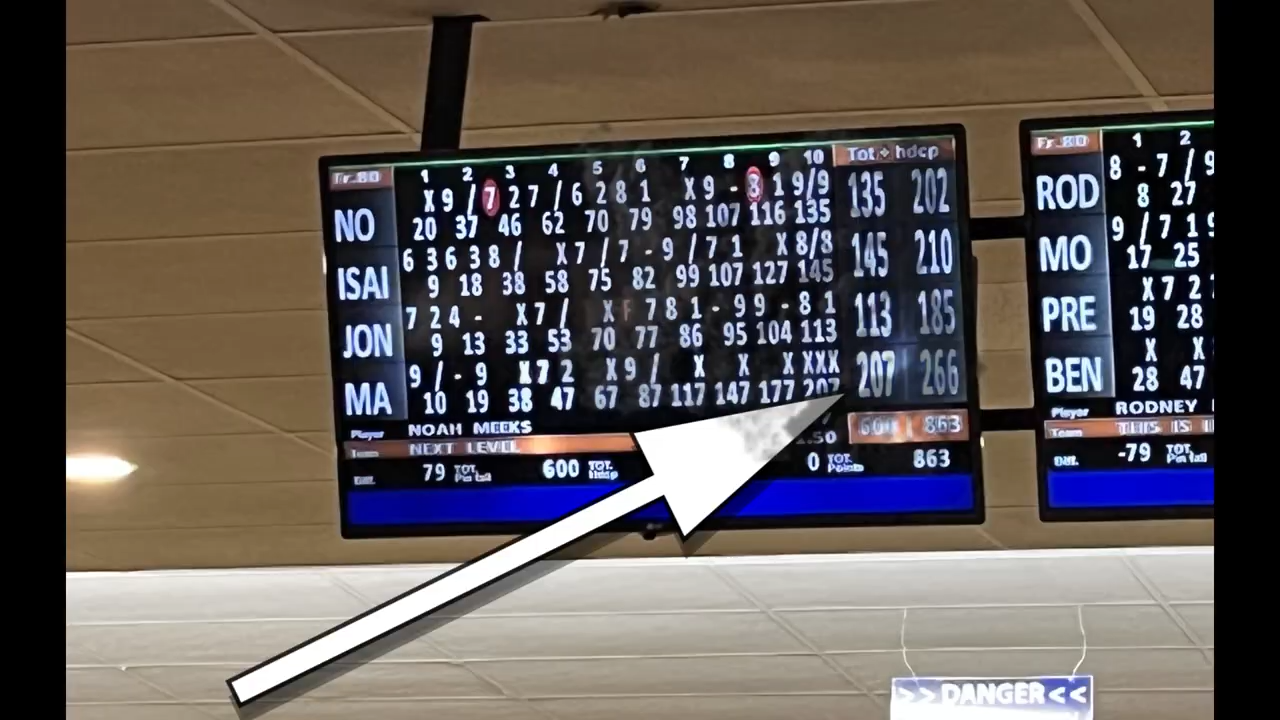 Fr.80 1 2 3 4 5 6 7 8 9 10 Tot + hdcp
NO X 9 / 7 2 7 / 6 2 8 1 X 9 - 8 1 9/9 135 202
20 37 46 62 70 79 98 107 116 135
ISAI 6 3 6 3 8 / X 7 / 7 - 9 / 7 1 X 8/8 145 210
9 18 38 58 75 82 99 107 127 145
JON 7 2 4 - X 7 / X F 7 8 1 - 9 9 - 8 1 113 185
9 13 33 53 70 77 86 95 104 113
MA 9 / - 9 X 7 2 X 9 / X X X XXX 207 266
10 19 38 47 67 87 117 147 177 207
Player NOAH MEEKS
Team NEXT LEVEL 600 863
Diff. 79 TOT. Pin fall 600 TOT. Hdcp 0 TOT. Points 863
Fr.80 1 2
ROD 8 - 7 / 9
8 27
MO 9 / 7 1 9
17 25
PRE X 7 2
19 28
BEN X X
28 47
Player RODNEY
Team THIS IS
Diff. -79 TOT. Pin fall
>> DANGER <<